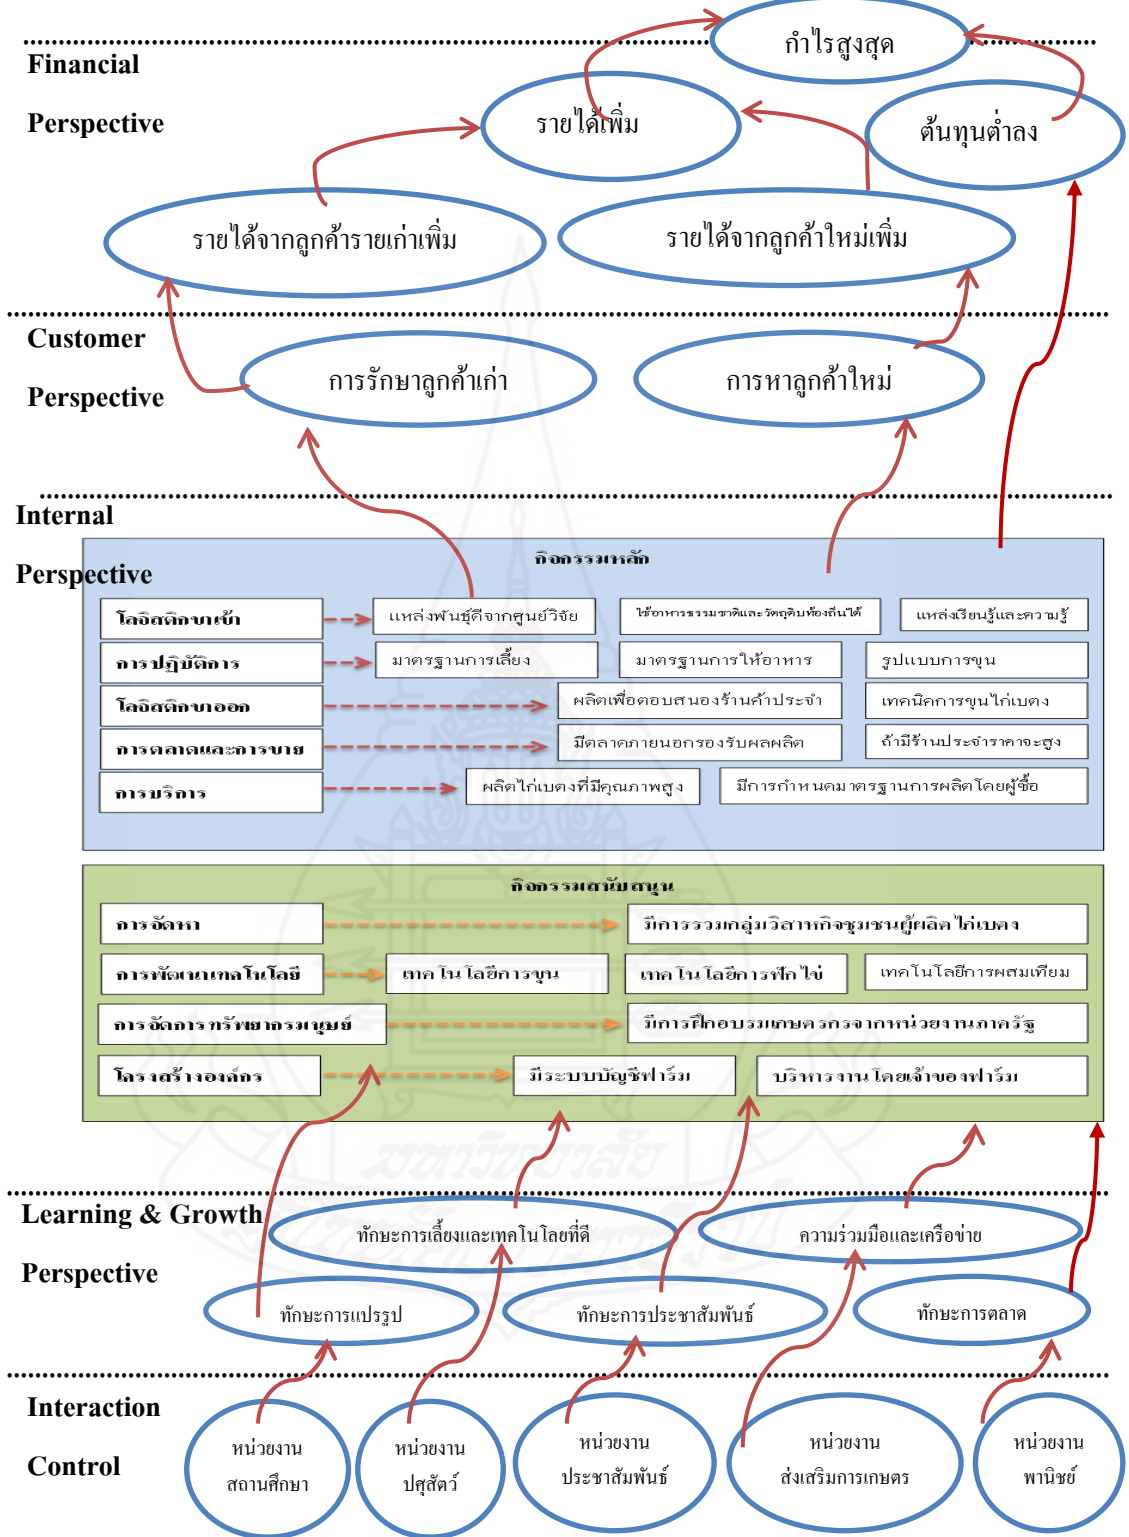 กำไรสูงสุด
Financial
Perspective
รายได้เพิ่ม
ต้นทุนต่ำลง
รายได้จากลูกค้ารายเก่าเพิ่ม
รายได้จากลูกค้าใหม่เพิ่ม
Customer
Perspective
การรักษาลูกค้าเก่า
การหาลูกค้าใหม่
Internal
Perspective
กิจกรรมหลัก
โลจิสติกขาเข้า
แหล่งพันธุ์ดีจากศูนย์วิจัย
ใช้อาหารธรรมชาติและวัตถุดิบท้องถิ่นได้
แหล่งเรียนรู้และความรู้
การปฏิบัติการ
มาตรฐานการเลี้ยง
มาตรฐานการให้อาหาร
รูปแบบการขุน
โลจิสติกขาออก
ผลิตเพื่อตอบสนองร้านค้าประจำ
เทคนิคการขุนไก่เบตง
การตลาดและการขาย
มีตลาดภายนอกรองรับผลผลิต
ถ้ามีร้านประจำราคาจะสูง
การบริการ
ผลิตไก่เบตงที่มีคุณภาพสูง
มีการกำหนดมาตรฐานการผลิตโดยผู้ซื้อ
กิจกรรมสนับสนุน
การจัดหา
มีการรวมกลุ่มวิสาหกิจชุมชนผู้ผลิตไก่เบตง
การพัฒนาเทคโนโลยี
เทคโนโลยีการขุน
เทคโนโลยีการฟักไข่
เทคโนโลยีการผสมเทียม
การจัดการทรัพยากรมนุษย์
มีการฝึกอบรมเกษตรกรจากหน่วยงานภาครัฐ
โครงสร้างองค์กร
มีระบบบัญชีฟาร์ม
บริหารงานโดยเจ้าของฟาร์ม
Learning & Growth
Perspective
ทักษะการเลี้ยงและเทคโนโลยีที่ดี
ความร่วมมือและเครือข่าย
ทักษะการแปรรูป
ทักษะการประชาสัมพันธ์
ทักษะการตลาด
Interaction
Control
หน่วยงาน
สถานศึกษา
หน่วยงาน
ปศุสัตว์
หน่วยงาน
ประชาสัมพันธ์
หน่วยงาน
ส่งเสริมการเกษตร
หน่วยงาน
พานิชย์